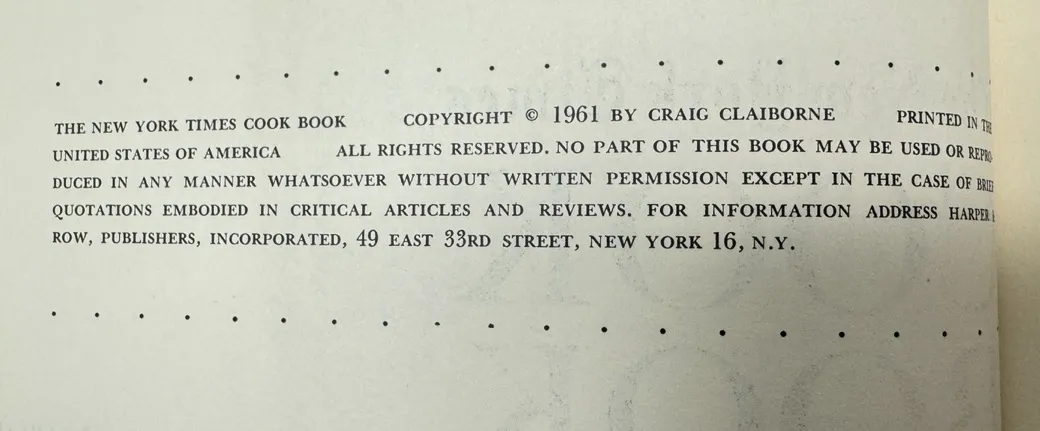 THE NEW YORK TIMES COOK BOOK COPYRIGHT © 1961 BY CRAIG CLAIBORNE PRINTED IN THE
UNITED STATES OF AMERICA ALL RIGHTS RESERVED. NO PART OF THIS BOOK MAY BE USED OR REPRO-
DUCED IN ANY MANNER WHATSOEVER WITHOUT WRITTEN PERMISSION EXCEPT IN THE CASE OF BRIEF
QUOTATIONS EMBODIED IN CRITICAL ARTICLES AND REVIEWS. FOR INFORMATION ADDRESS HARPER &
ROW, PUBLISHERS, INCORPORATED, 49 EAST 33RD STREET, NEW YORK 16, N.Y.